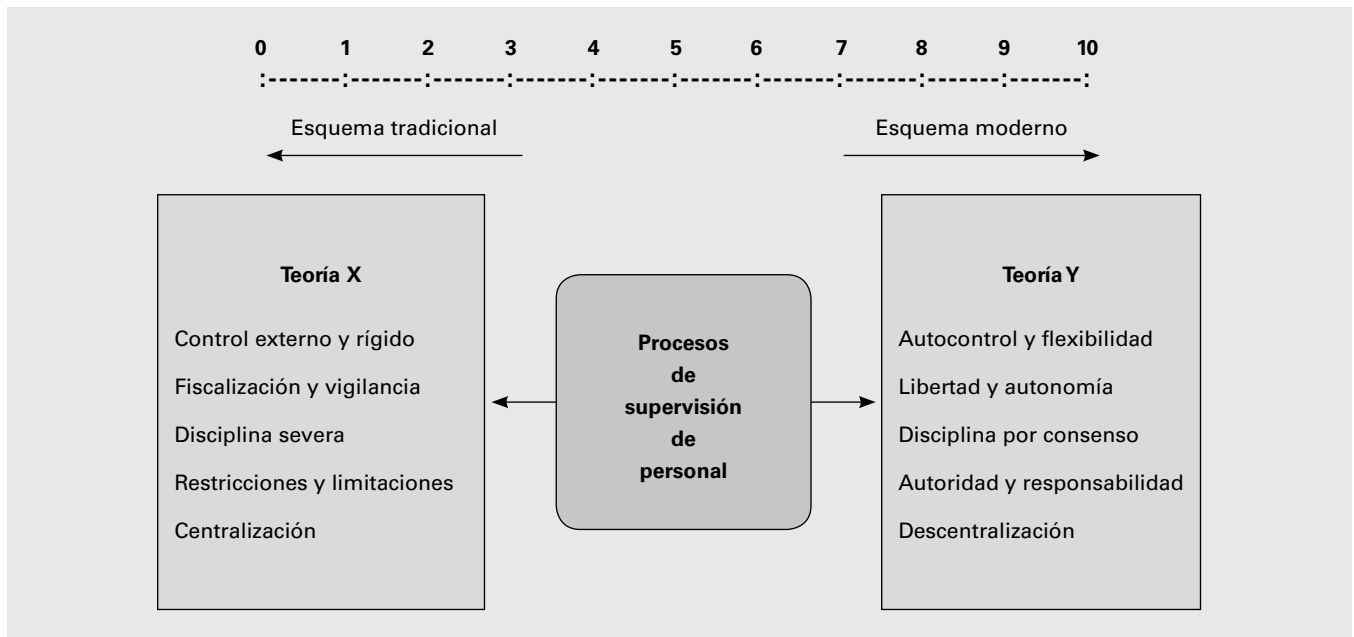 0 1 2 3 4 5 6 7 8 9 10
:-------:-------:-------:-------:-------:-------:-------:-------:-------:-------:
Esquema tradicional
Esquema moderno
Teoría X
Control externo y rígido
Fiscalización y vigilancia
Disciplina severa
Restricciones y limitaciones
Centralización
Procesos
de
supervisión
de
personal
Teoría Y
Autocontrol y flexibilidad
Libertad y autonomía
Disciplina por consenso
Autoridad y responsabilidad
Descentralización